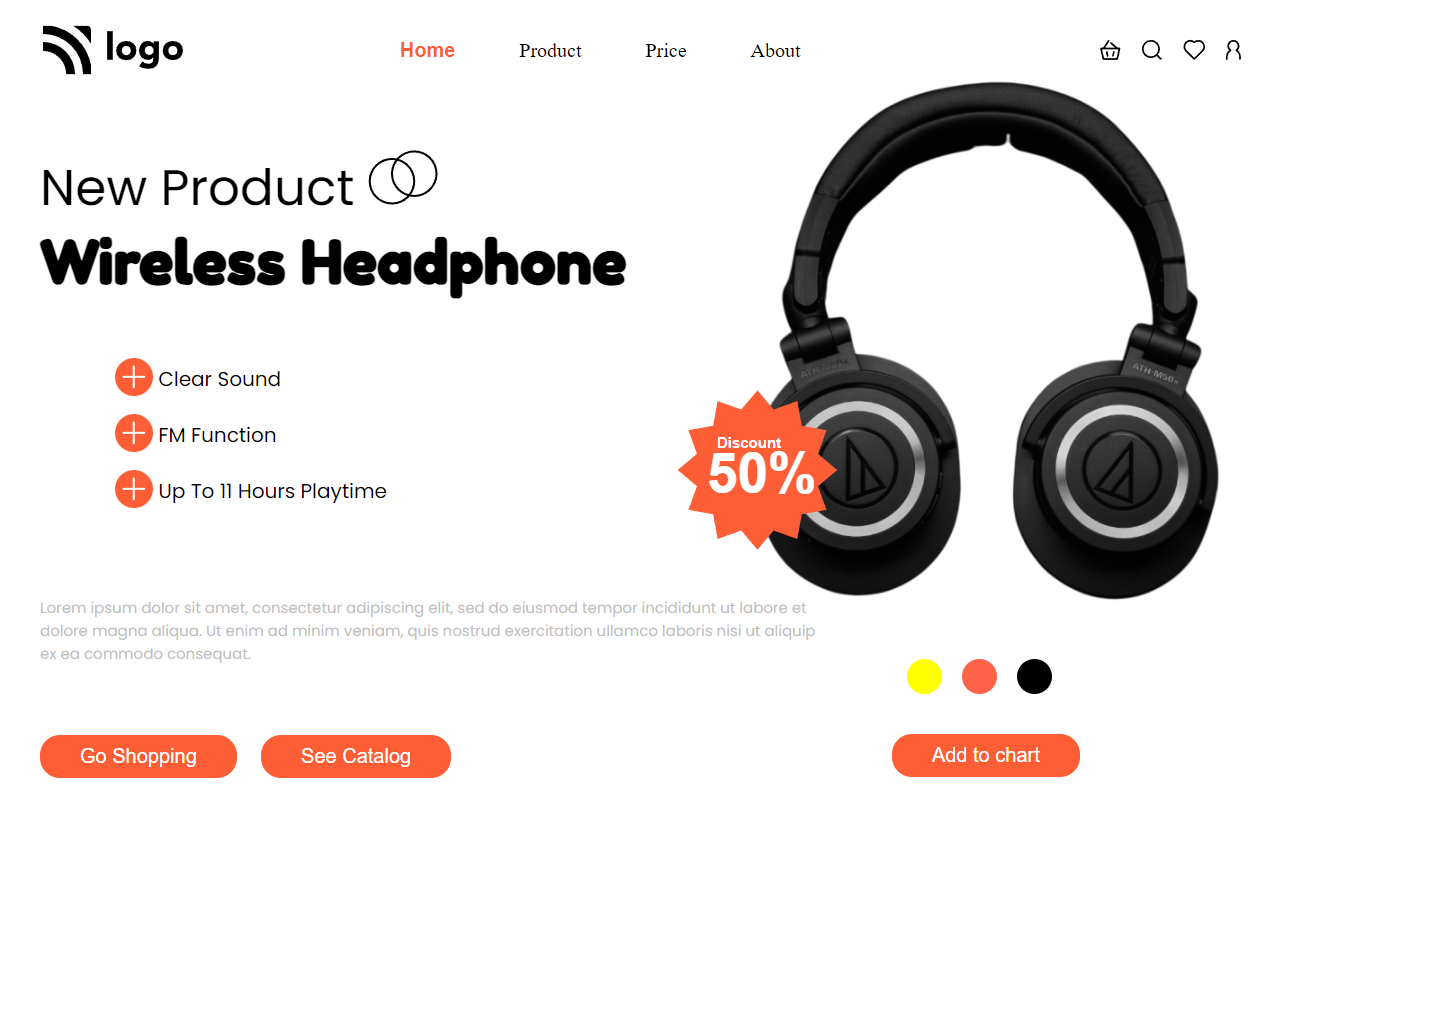 logo
Home
Product
Price
About
New Product
Wireless Headphone
Clear Sound
FM Function
Up To 11 Hours Playtime
ATH-M50x
ATH-M50x
Discount
50%
Lorem ipsum dolor sit amet, consectetur adipiscing elit, sed do eiusmod tempor incididunt ut labore et
dolore magna aliqua. Ut enim ad minim veniam, quis nostrud exercitation ullamco laboris nisi ut aliquip
ex ea commodo consequat.
Go Shopping
See Catalog
Add to chart